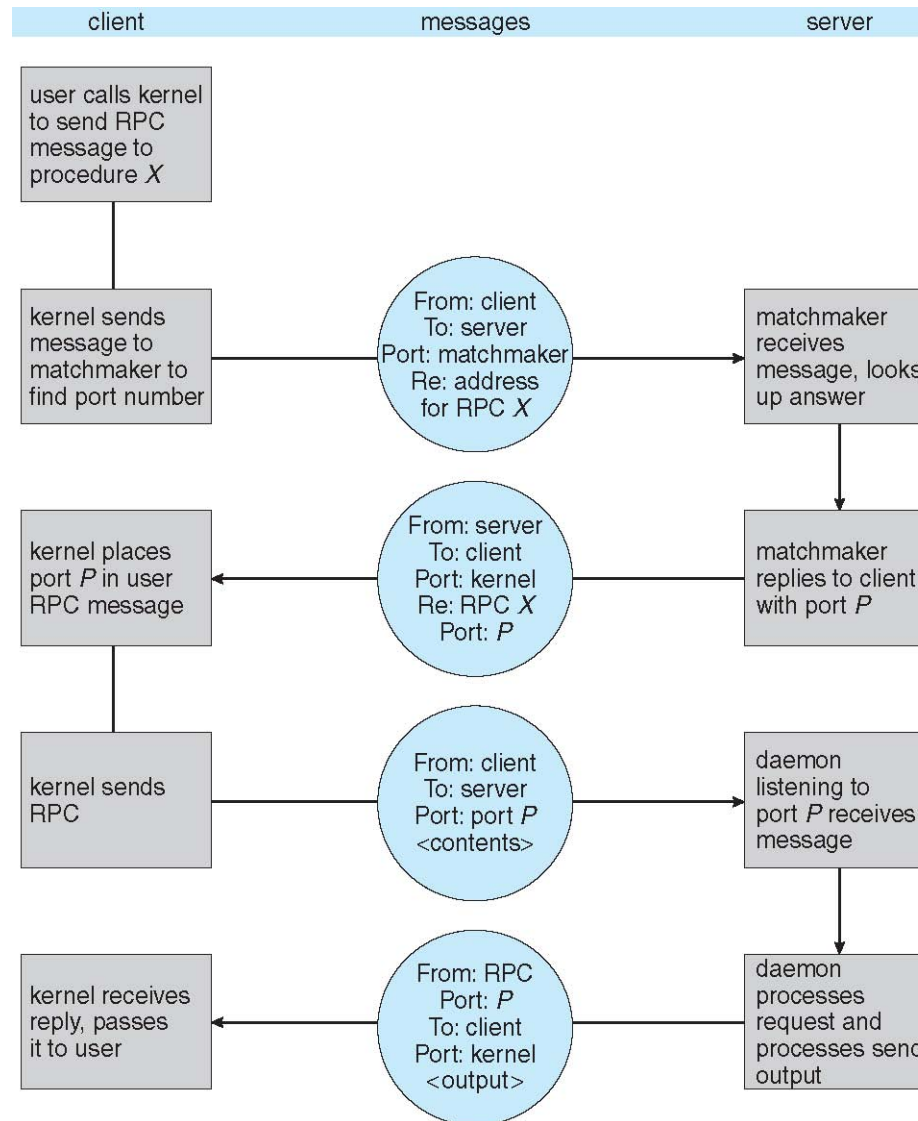 client
messages
server
user calls kernel
to send RPC
message to
procedure X
kernel sends
message to
matchmaker to
find port number
From: client
To: server
Port: matchmaker
Re: address
for RPC X
matchmaker
receives
message, looks
up answer
kernel places
port P in user
RPC message
From: server
To: client
Port: kernel
Re: RPC X
Port: P
matchmaker
replies to client
with port P
kernel sends
RPC
From: client
To: server
Port: port P
<contents>
daemon
listening to
port P receives
message
kernel receives
reply, passes
it to user
From: RPC
Port: P
To: client
Port: kernel
<output>
daemon
processes
request and
processes send
output